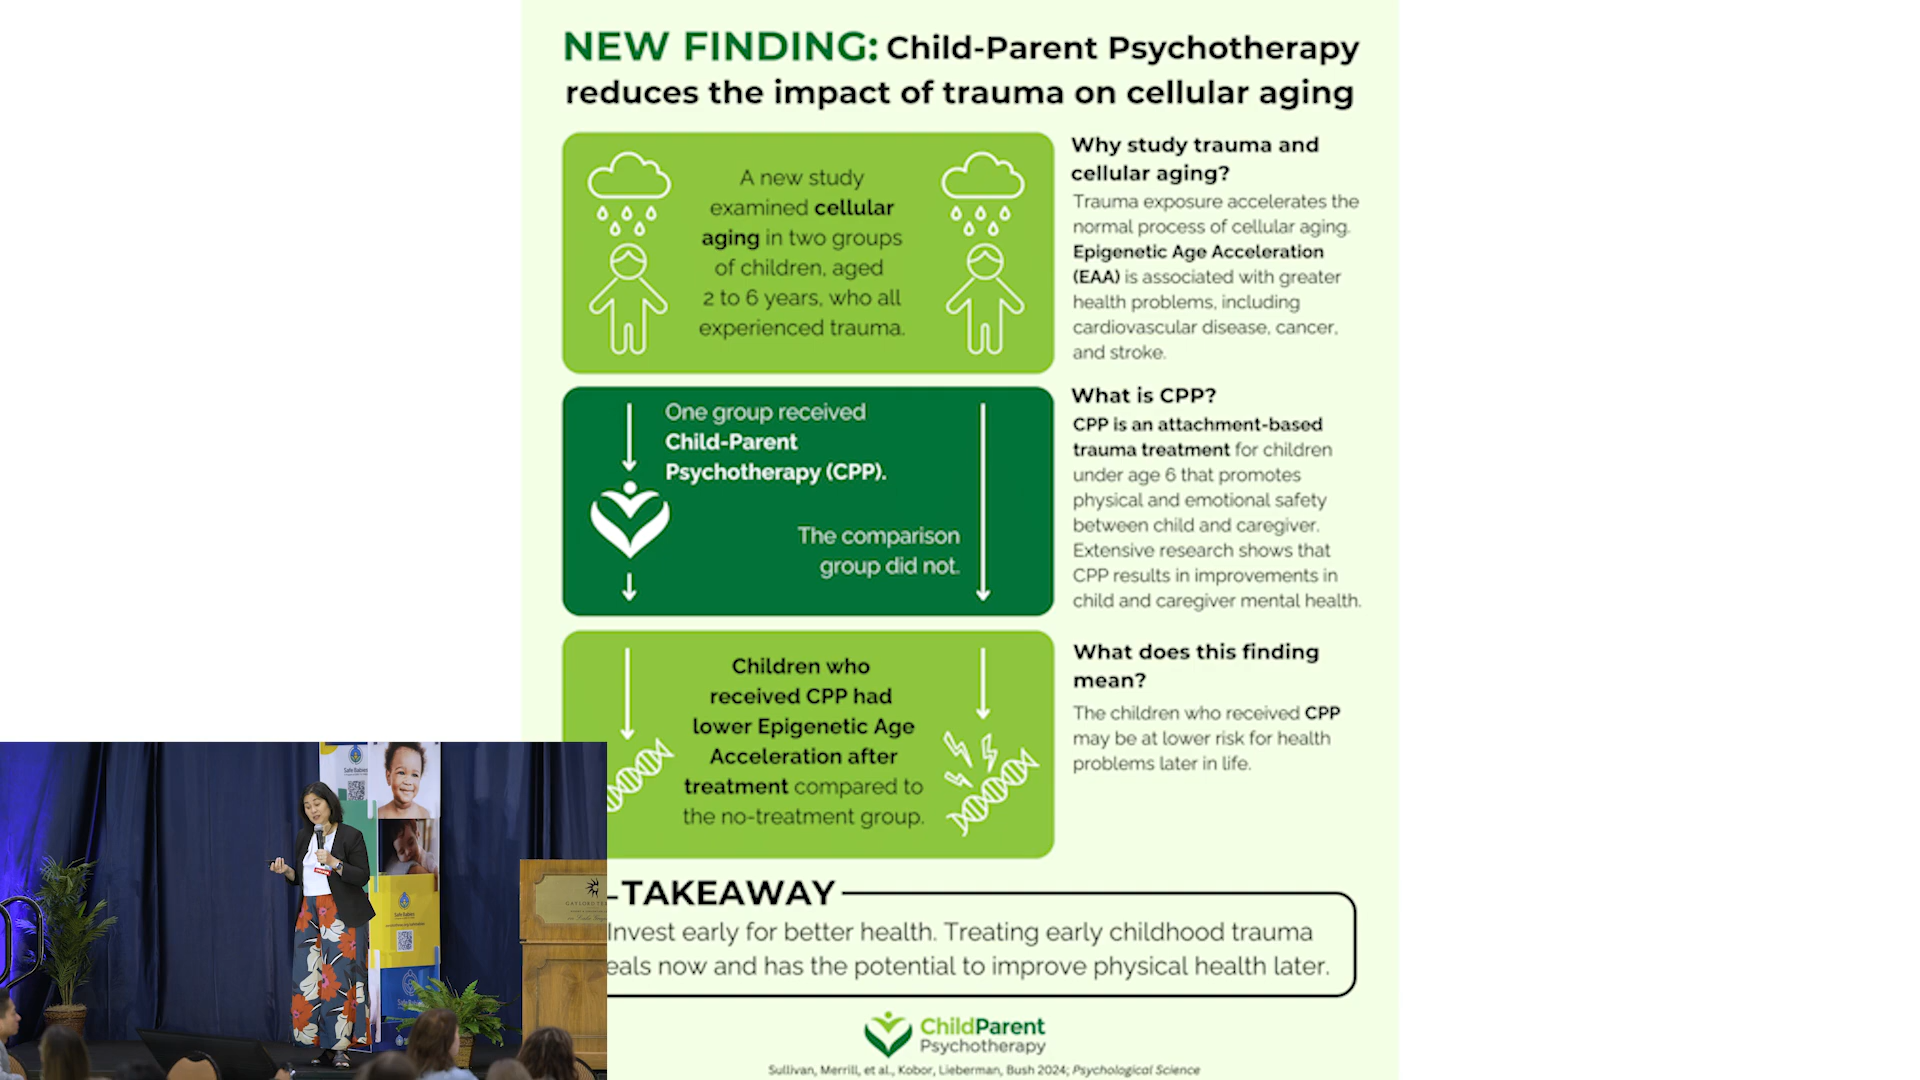 NEW FINDING: Child-Parent Psychotherapy
reduces the impact of trauma on cellular aging
A new study
examined cellular
aging in two groups
of children, aged
2 to 6 years, who all
experienced trauma.
Why study trauma and
cellular aging?
Trauma exposure accelerates the
normal process of cellular aging.
Epigenetic Age Acceleration
(EAA) is associated with greater
health problems, including
cardiovascular disease, cancer,
and stroke.
One group received
Child-Parent
Psychotherapy (CPP).
The comparison
group did not.
What is CPP?
CPP is an attachment-based
trauma treatment for children
under age 6 that promotes
physical and emotional safety
between child and caregiver.
Extensive research shows that
CPP results in improvements in
child and caregiver mental health.
Children who
received CPP had
lower Epigenetic Age
Acceleration after
treatment compared to
the no-treatment group.
What does this finding
mean?
The children who received CPP
may be at lower risk for health
problems later in life.
-TAKEAWAY
Invest early for better health. Treating early childhood trauma
eals now and has the potential to improve physical health later.
ChildParent
Psychotherapy
Sullivan, Merrill, et al., Kobor, Lieberman, Bush 2024; Psychological Science
Safe Babies
Safe Babies
GAYLORD TE